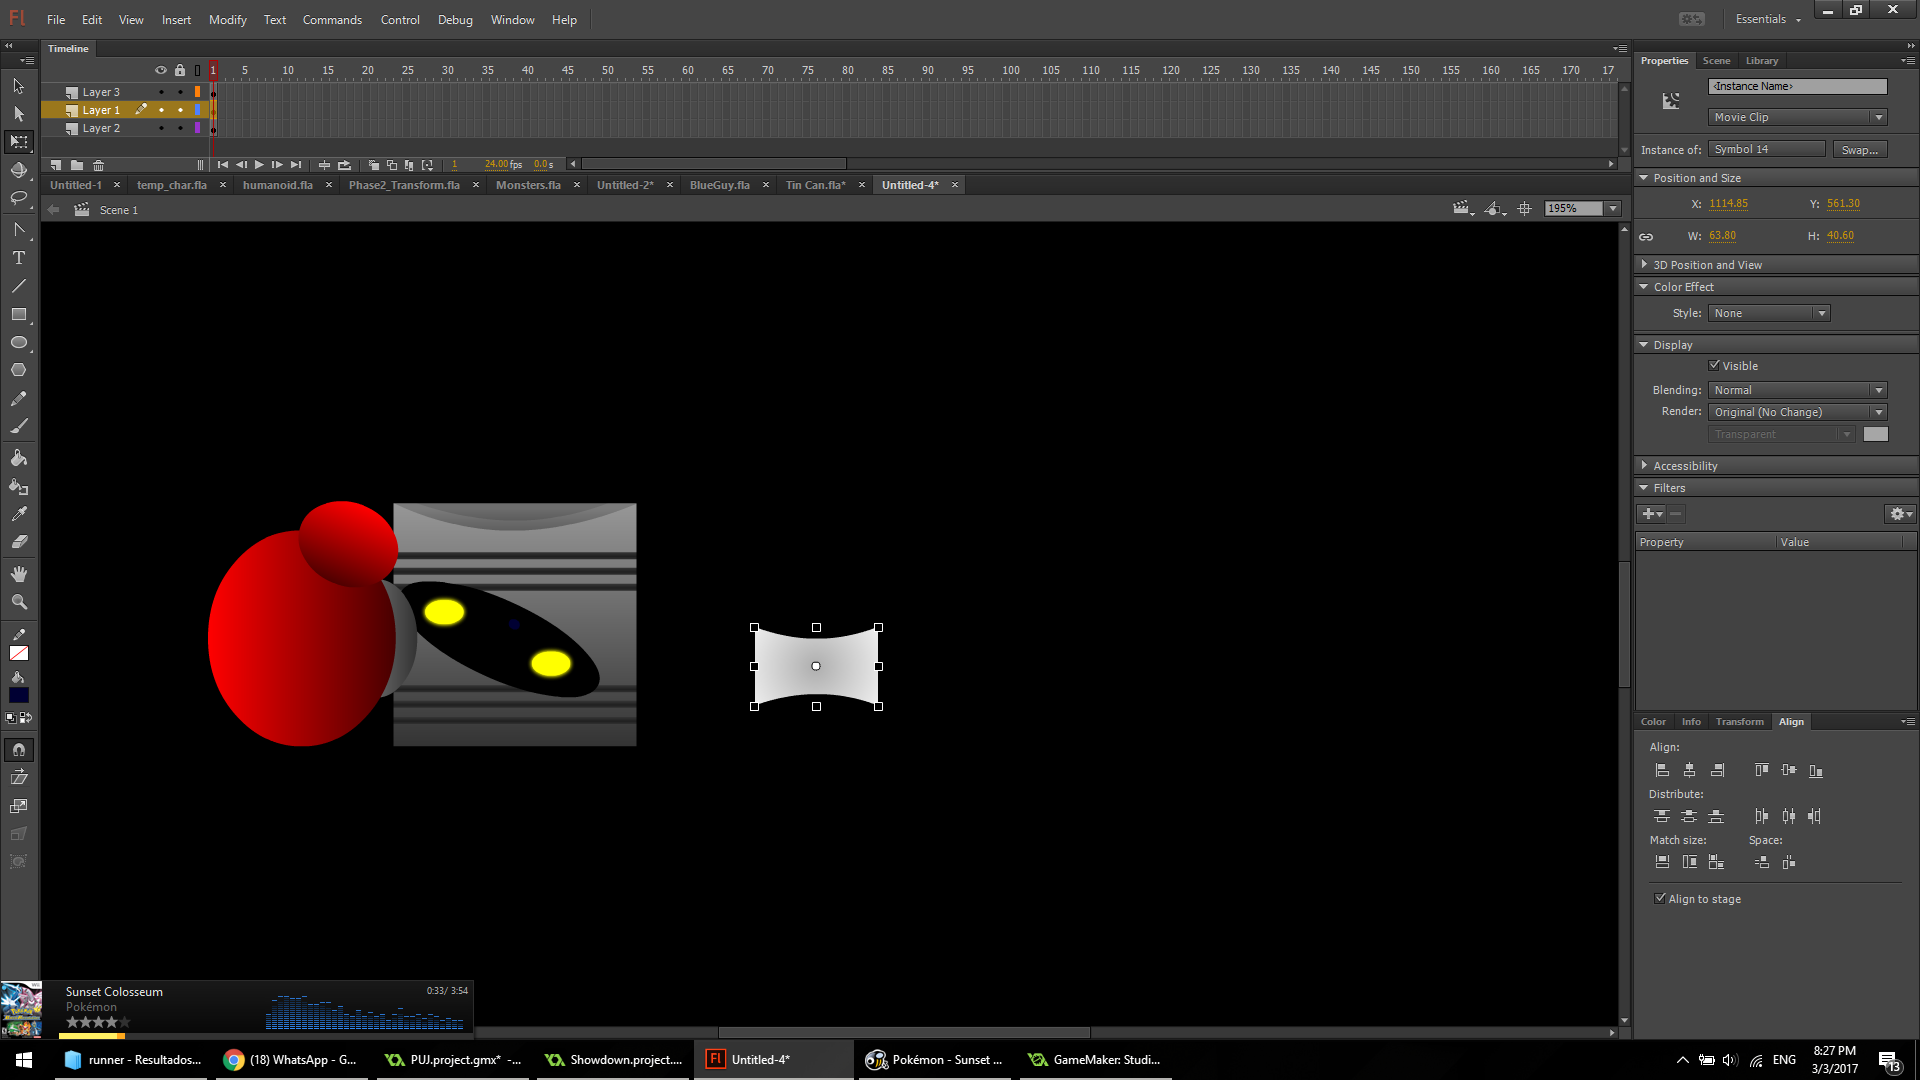 Fl File Edit View Insert Modify Text Commands Control Debug Window Help Essentials
Timeline
1 5 10 15 20 25 30 35 40 45 50 55 60 65 70 75 80 85 90 95 100 105 110 115 120 125 130 135 140 145 150 155 160 165 170 17
Layer 3
Layer 1
Layer 2
1 24.00 fps 0.0 s
Untitled-1 temp_char.fla humanoid.fla Phase2_Transform.fla Monsters.fla Untitled-2* BlueGuy.fla Tin Can.fla* Untitled-4*
Scene 1 195%
Properties Scene Library
<Instance Name>
Movie Clip
Instance of: Symbol 14 Swap...
Position and Size
X: 1114.85 Y: 561.30
W: 63.80 H: 40.60
3D Position and View
Color Effect
Style: None
Display
Visible
Blending: Normal
Render: Original (No Change)
Transparent
Accessibility
Filters
Property Value
Color Info Transform Align
Align:
Distribute:
Match size: Space:
Align to stage
Sunset Colosseum 0:33/ 3:54
Pokémon
runner - Resultados... (18) WhatsApp - G... PUJ.project.gmx* -... Showdown.project.... Fl Untitled-4* Pokémon - Sunset ... GameMaker: Studi... ENG
8:27 PM
3/3/2017
13